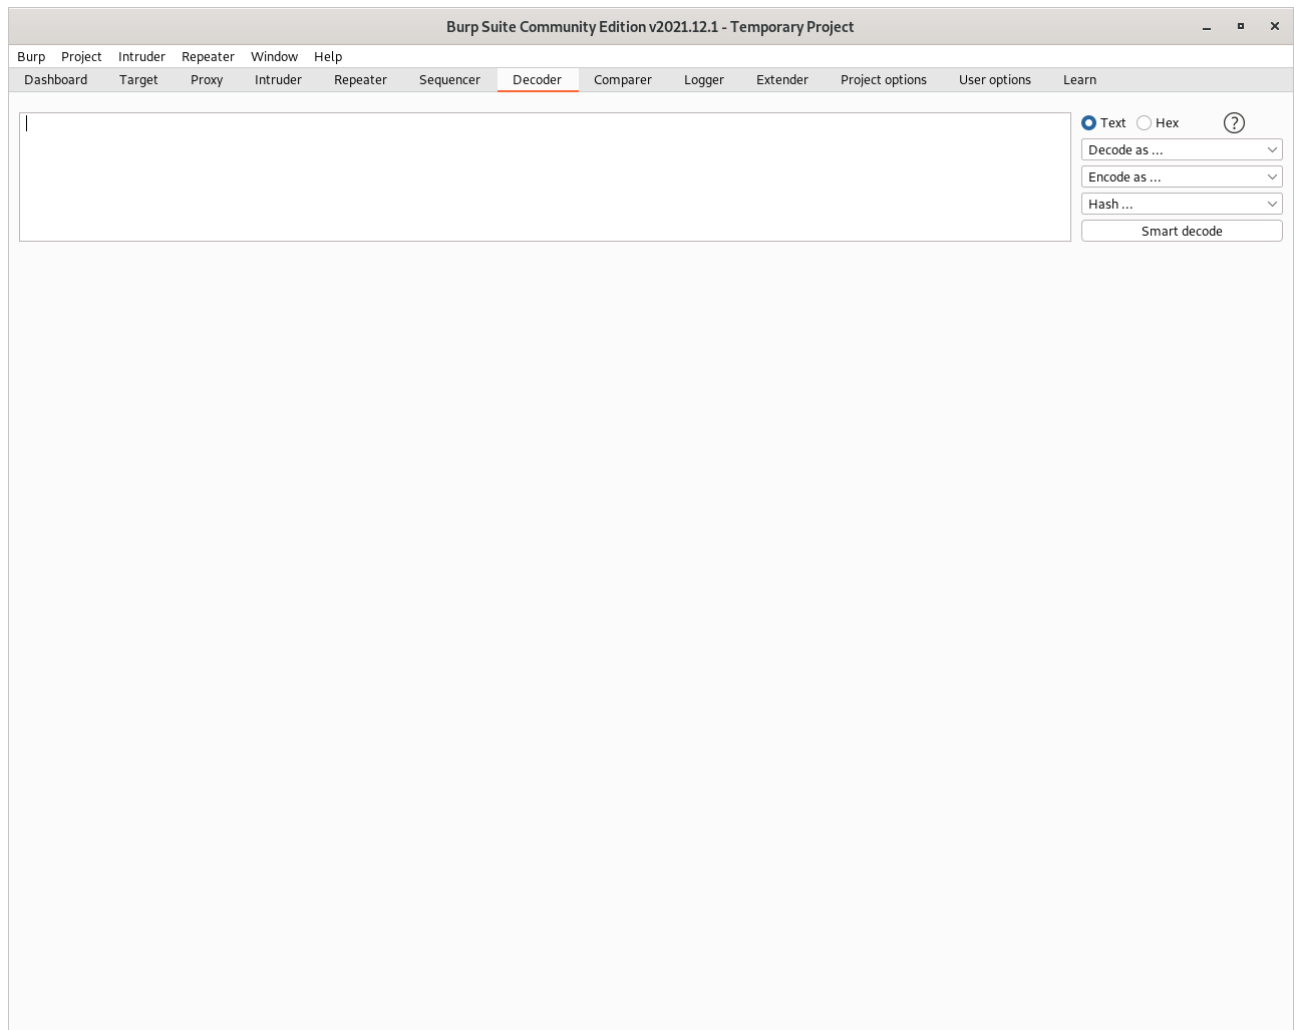 Burp Suite Community Edition v2021.12.1 - Temporary Project
Burp Project Intruder Repeater Window Help
Dashboard Target Proxy Intruder Repeater Sequencer Decoder Comparer Logger Extender Project options User options Learn
Text Hex ?
Decode as ...
Encode as ...
Hash ...
Smart decode